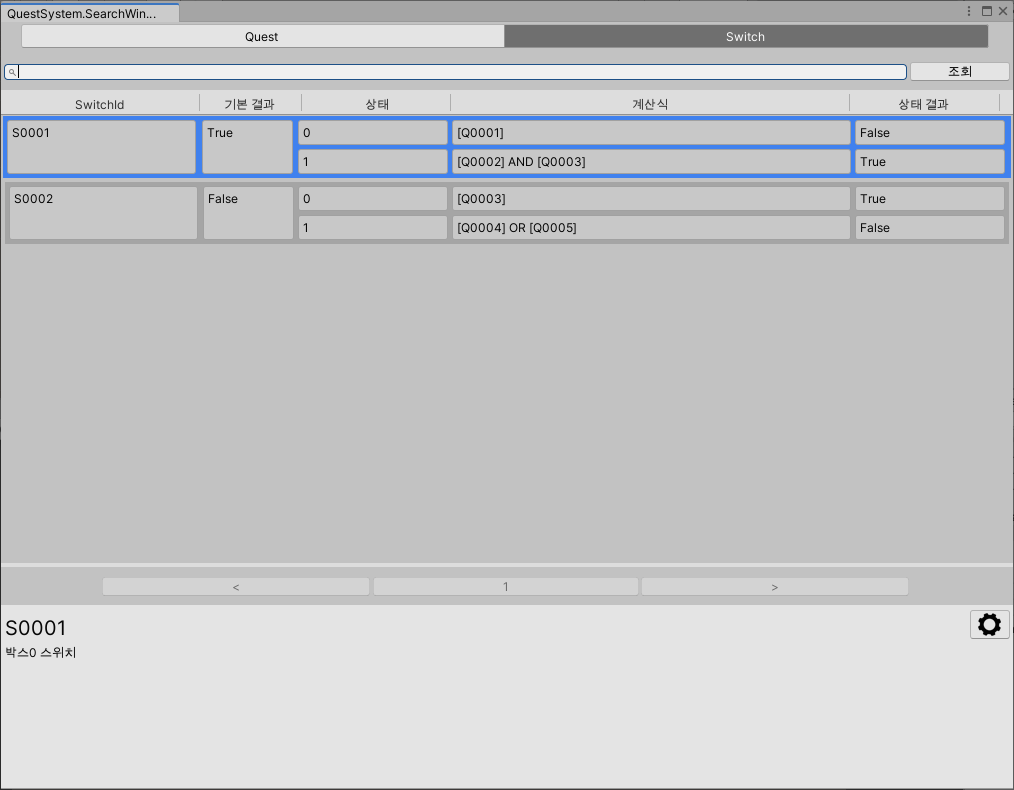 QuestSystem.SearchWin...
Quest Switch
조회
SwitchId 기본 결과 상태 계산식 상태 결과
S0001 True 0 [Q0001] False
1 [Q0002] AND [Q0003] True
S0002 False 0 [Q0003] True
1 [Q0004] OR [Q0005] False
< 1 >
S0001
박스0 스위치